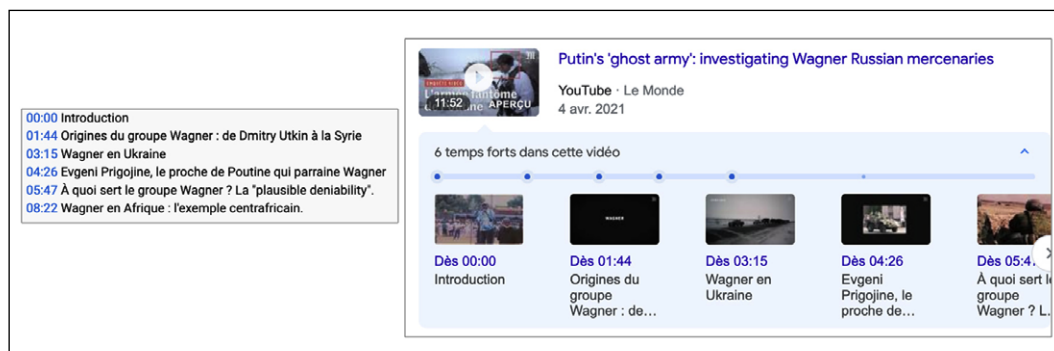 00:00 Introduction
01:44 Origines du groupe Wagner : de Dmitry Utkin à la Syrie
03:15 Wagner en Ukraine
04:26 Evgeni Prigojine, le proche de Poutine qui parraine Wagner
05:47 À quoi sert le groupe Wagner ? La "plausible deniability".
08:22 Wagner en Afrique : l'exemple centrafricain.
ENQUÊTE VIDÉO
L'armée fantôme
11:52 APERÇU
Putin's 'ghost army': investigating Wagner Russian mercenaries
YouTube · Le Monde
4 avr. 2021
6 temps forts dans cette vidéo
WAGNER
Dès 00:00
Introduction
Dès 01:44
Origines du
groupe
Wagner : de...
Dès 03:15
Wagner en
Ukraine
Dès 04:26
Evgeni
Prigojine, le
proche de...
Dès 05:4
À quoi sert l
groupe
Wagner ? L.